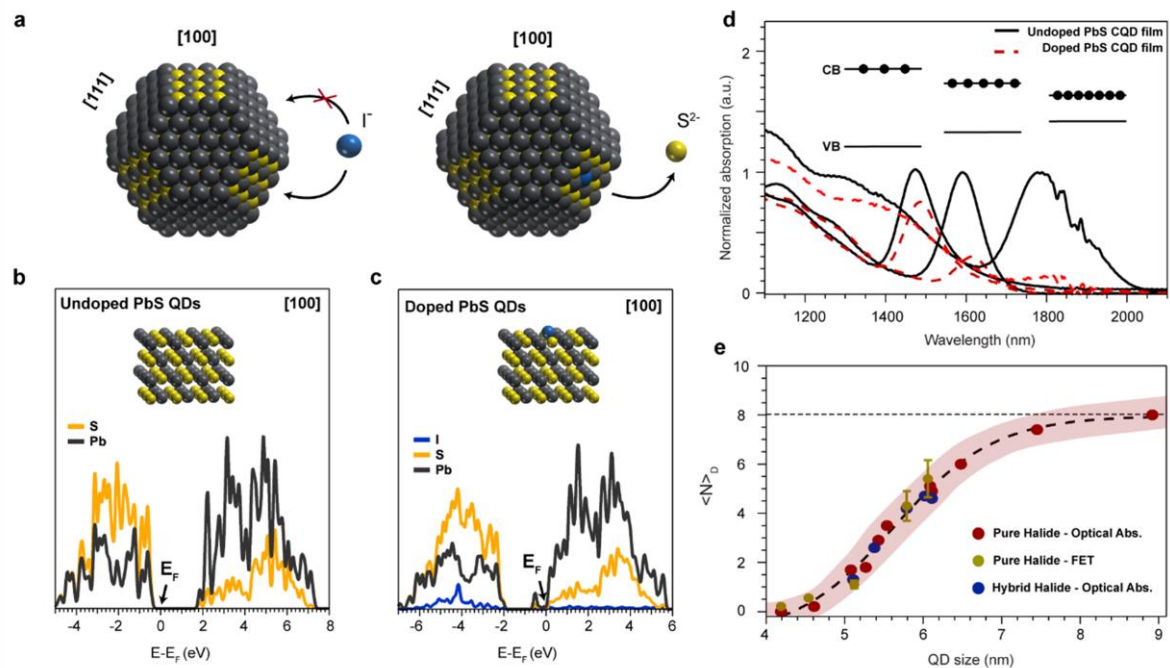 a
[100]
[111]
I⁻
[100]
[111]
S²⁻
b
Undoped PbS QDs
[100]
S
Pb
E_F
-4 -2 0 2 4 6 8
E-E_F (eV)
c
Doped PbS QDs
[100]
I
S
Pb
E_F
-6 -4 -2 0 2 4 6
E-E_F (eV)
d
Undoped PbS CQD film
Doped PbS CQD film
CB
VB
Normalized absorption (a.u.)
2
1
0
1200 1400 1600 1800 2000
Wavelength (nm)
e
<N>_D
10
8
6
4
2
0
Pure Halide - Optical Abs.
Pure Halide - FET
Hybrid Halide - Optical Abs.
4 5 6 7 8 9
QD size (nm)